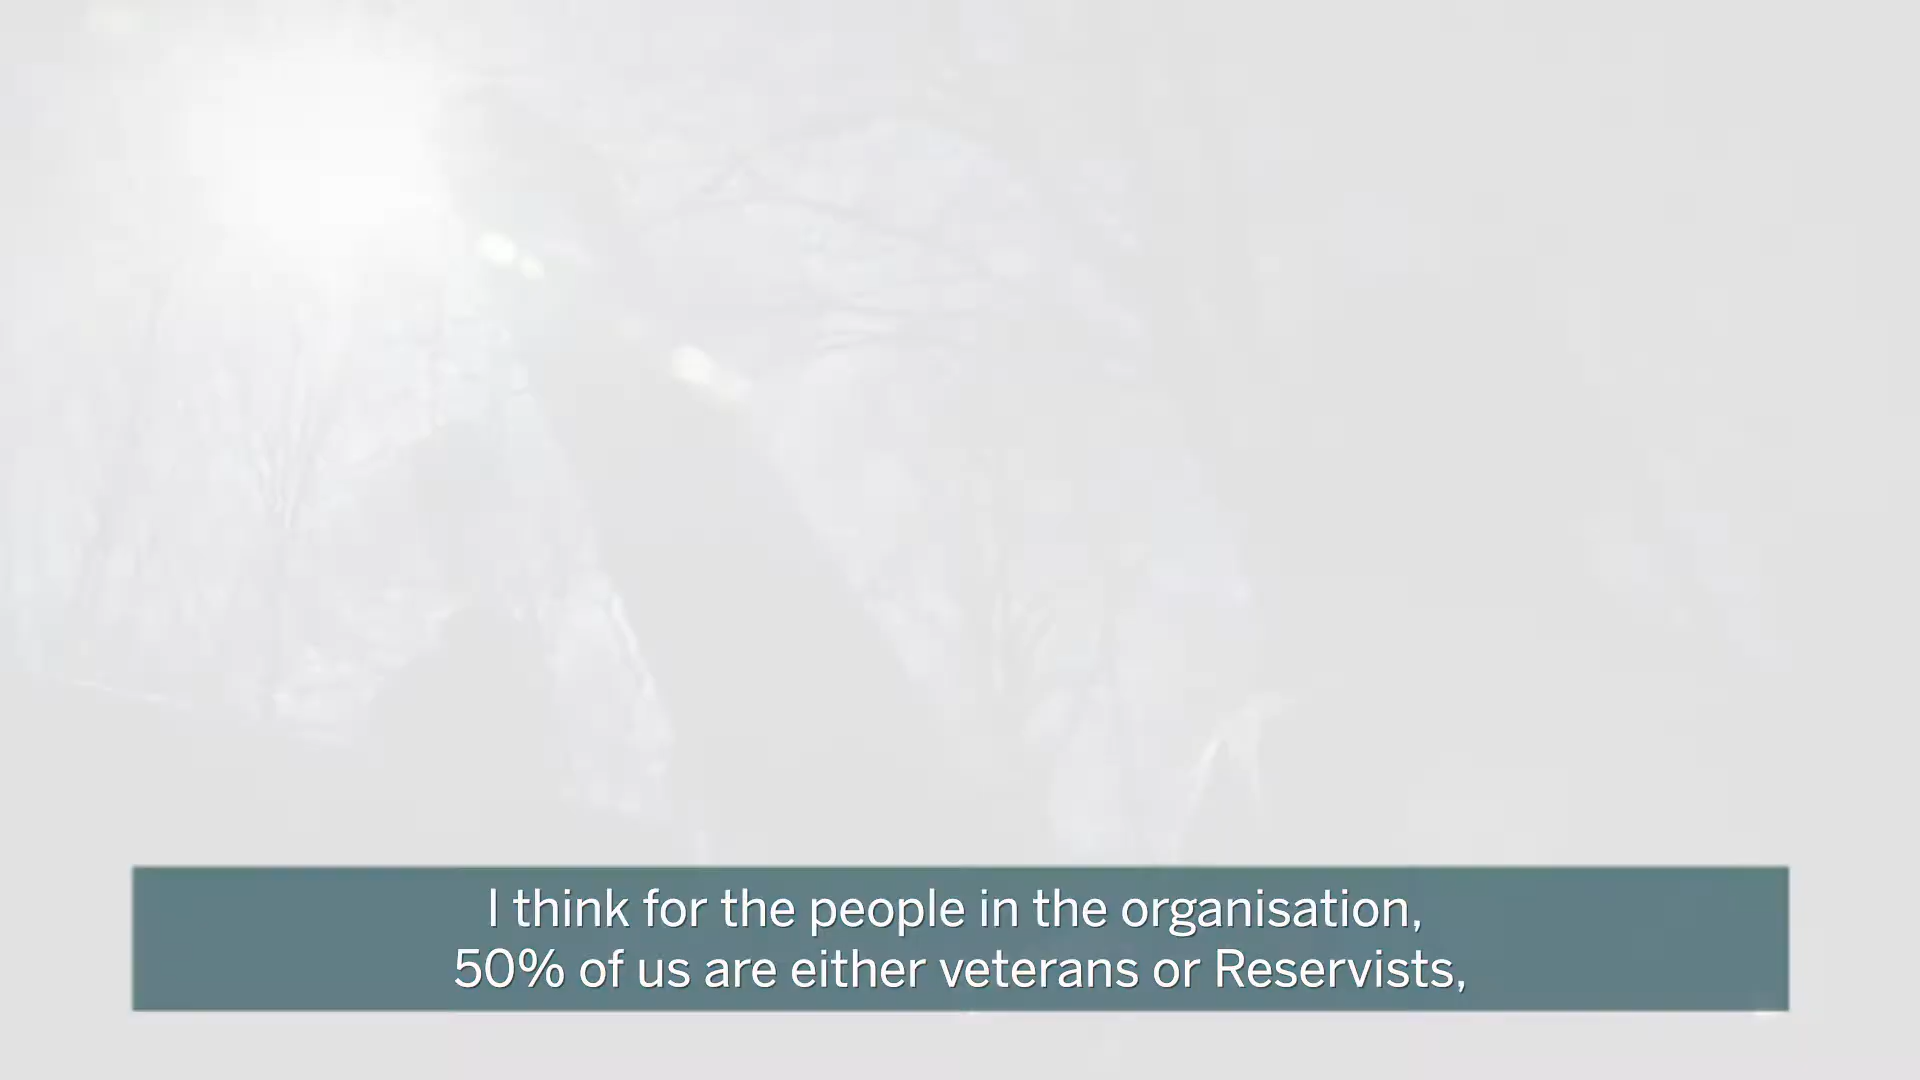 I think for the people in the organisation,
50% of us are either veterans or Reservists,